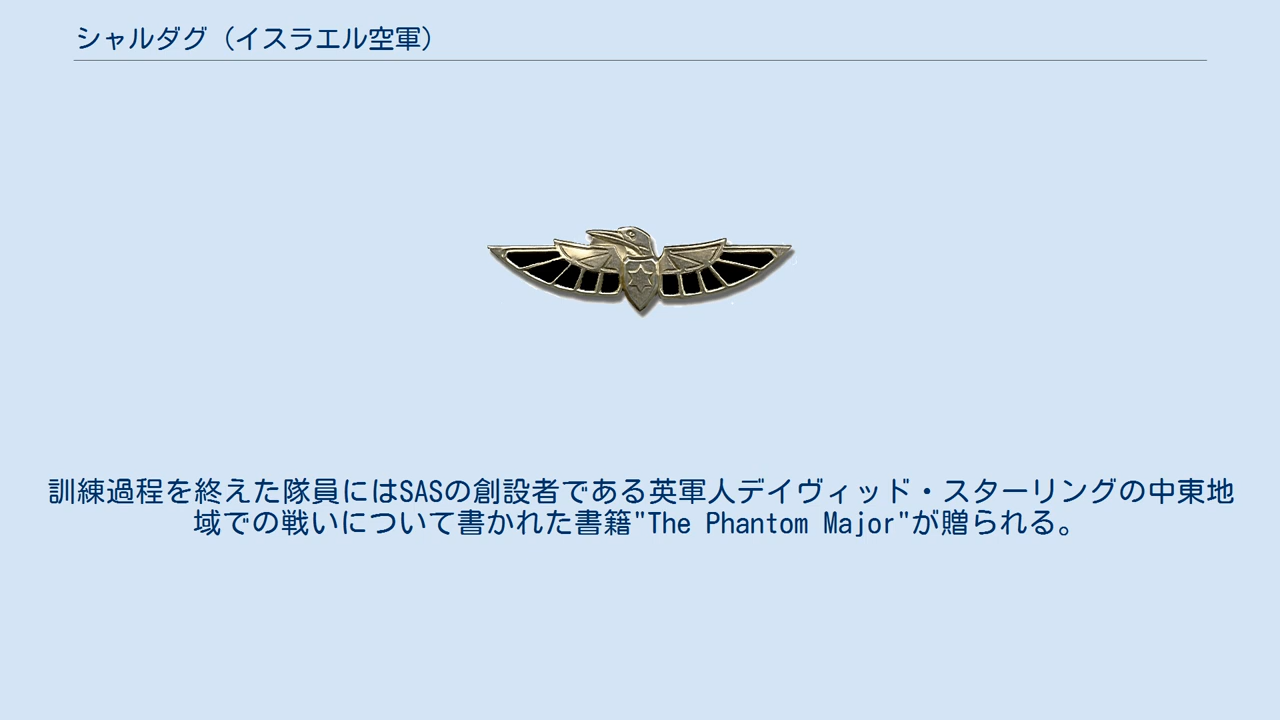 シャルダグ（イスラエル空軍）
訓練過程を終えた隊員にはSASの創設者である英軍人デイヴィッド・スターリングの中東地
域での戦いについて書かれた書籍"The Phantom Major"が贈られる。